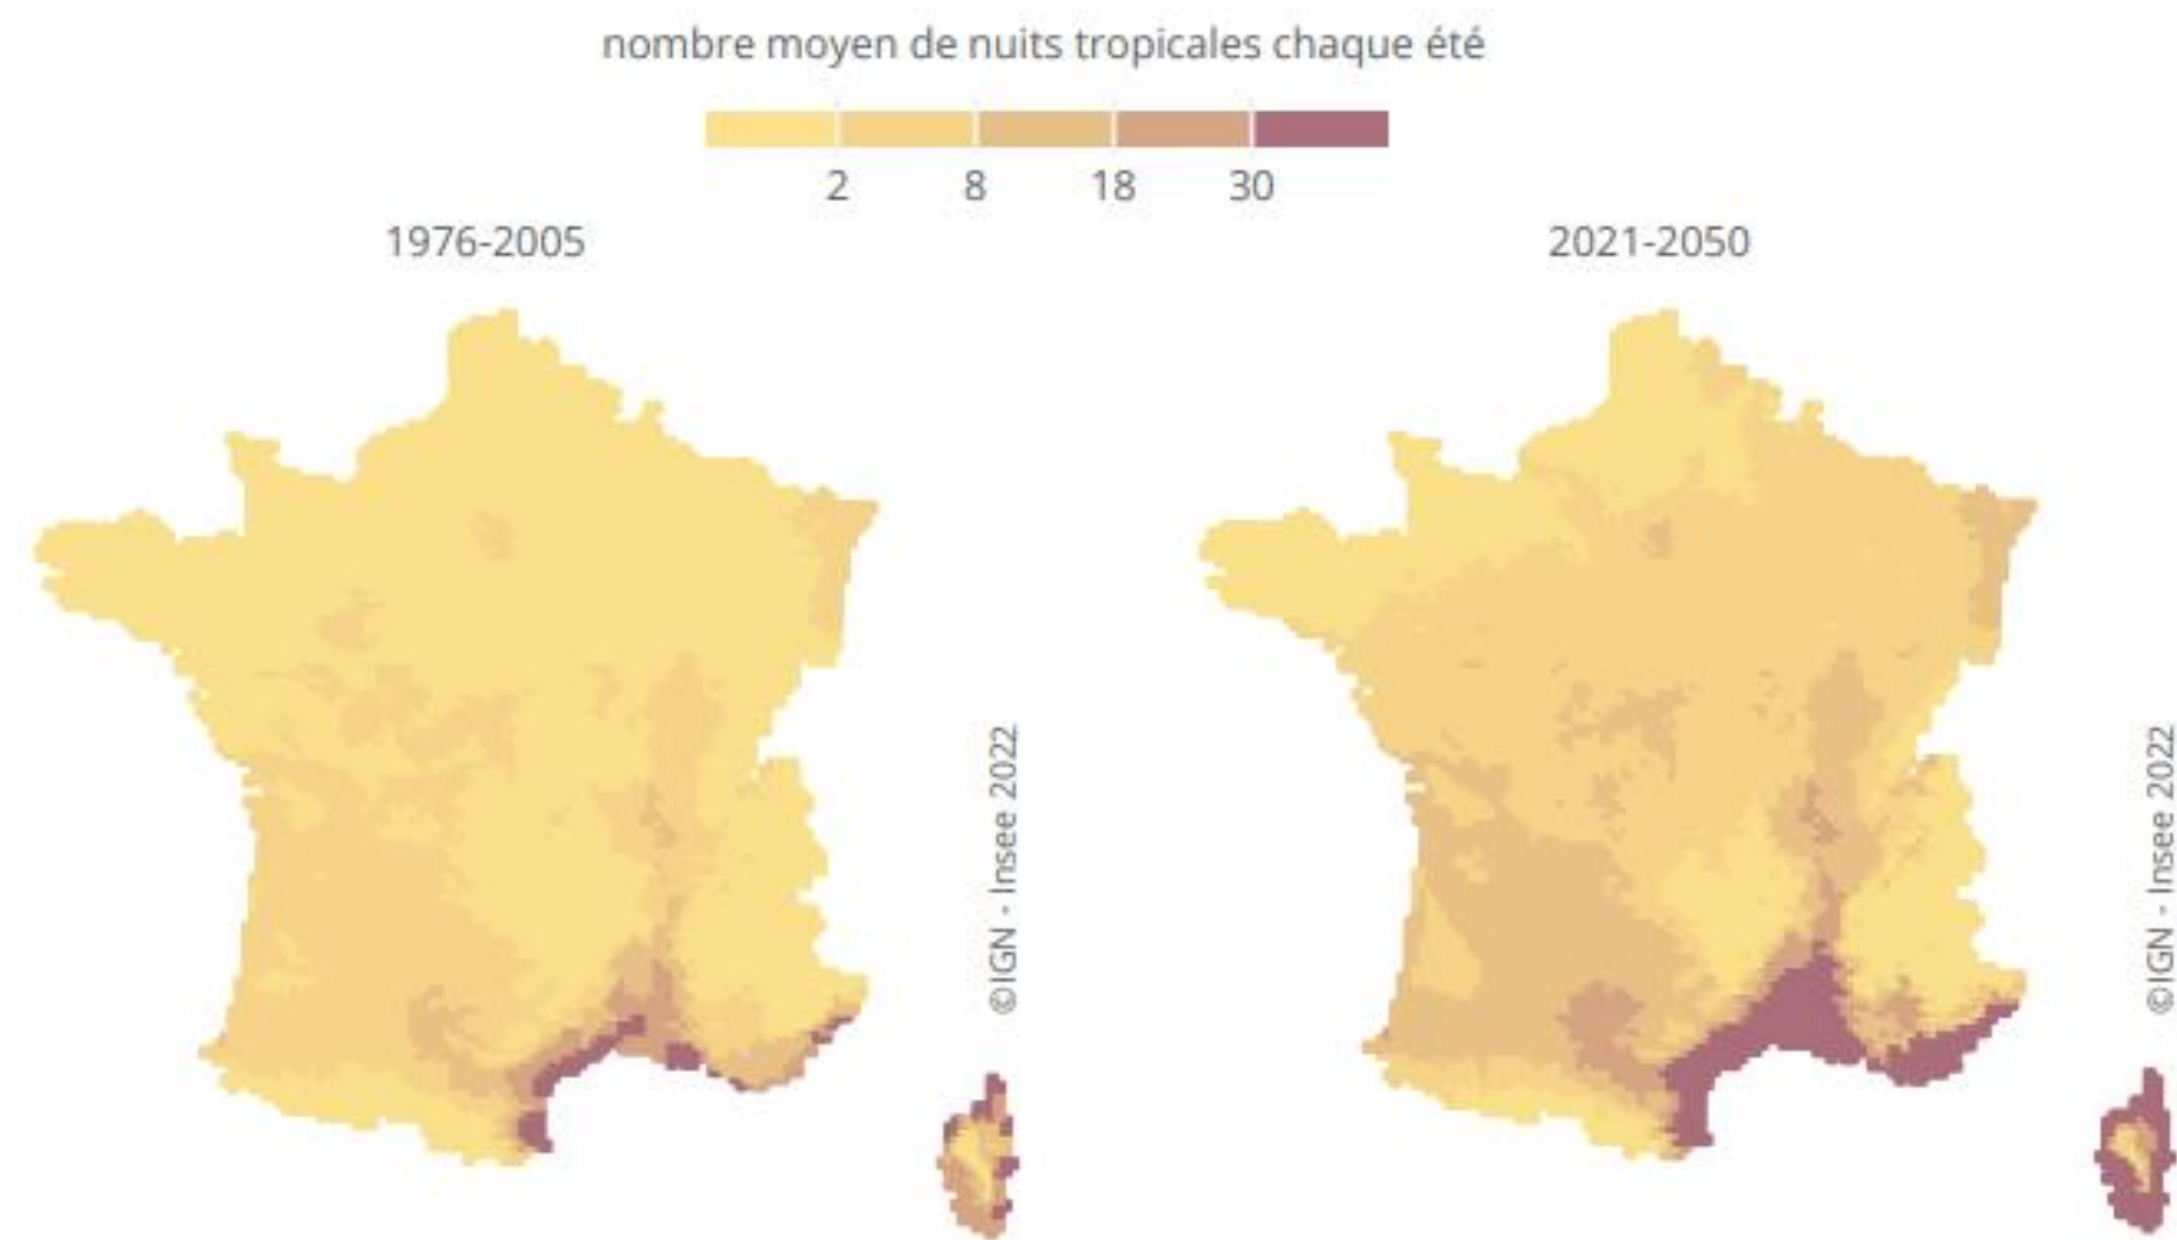 nombre moyen de nuits tropicales chaque été
2 8 18 30
1976-2005
2021-2050
©IGN - Insee 2022
©IGN - Insee 2022